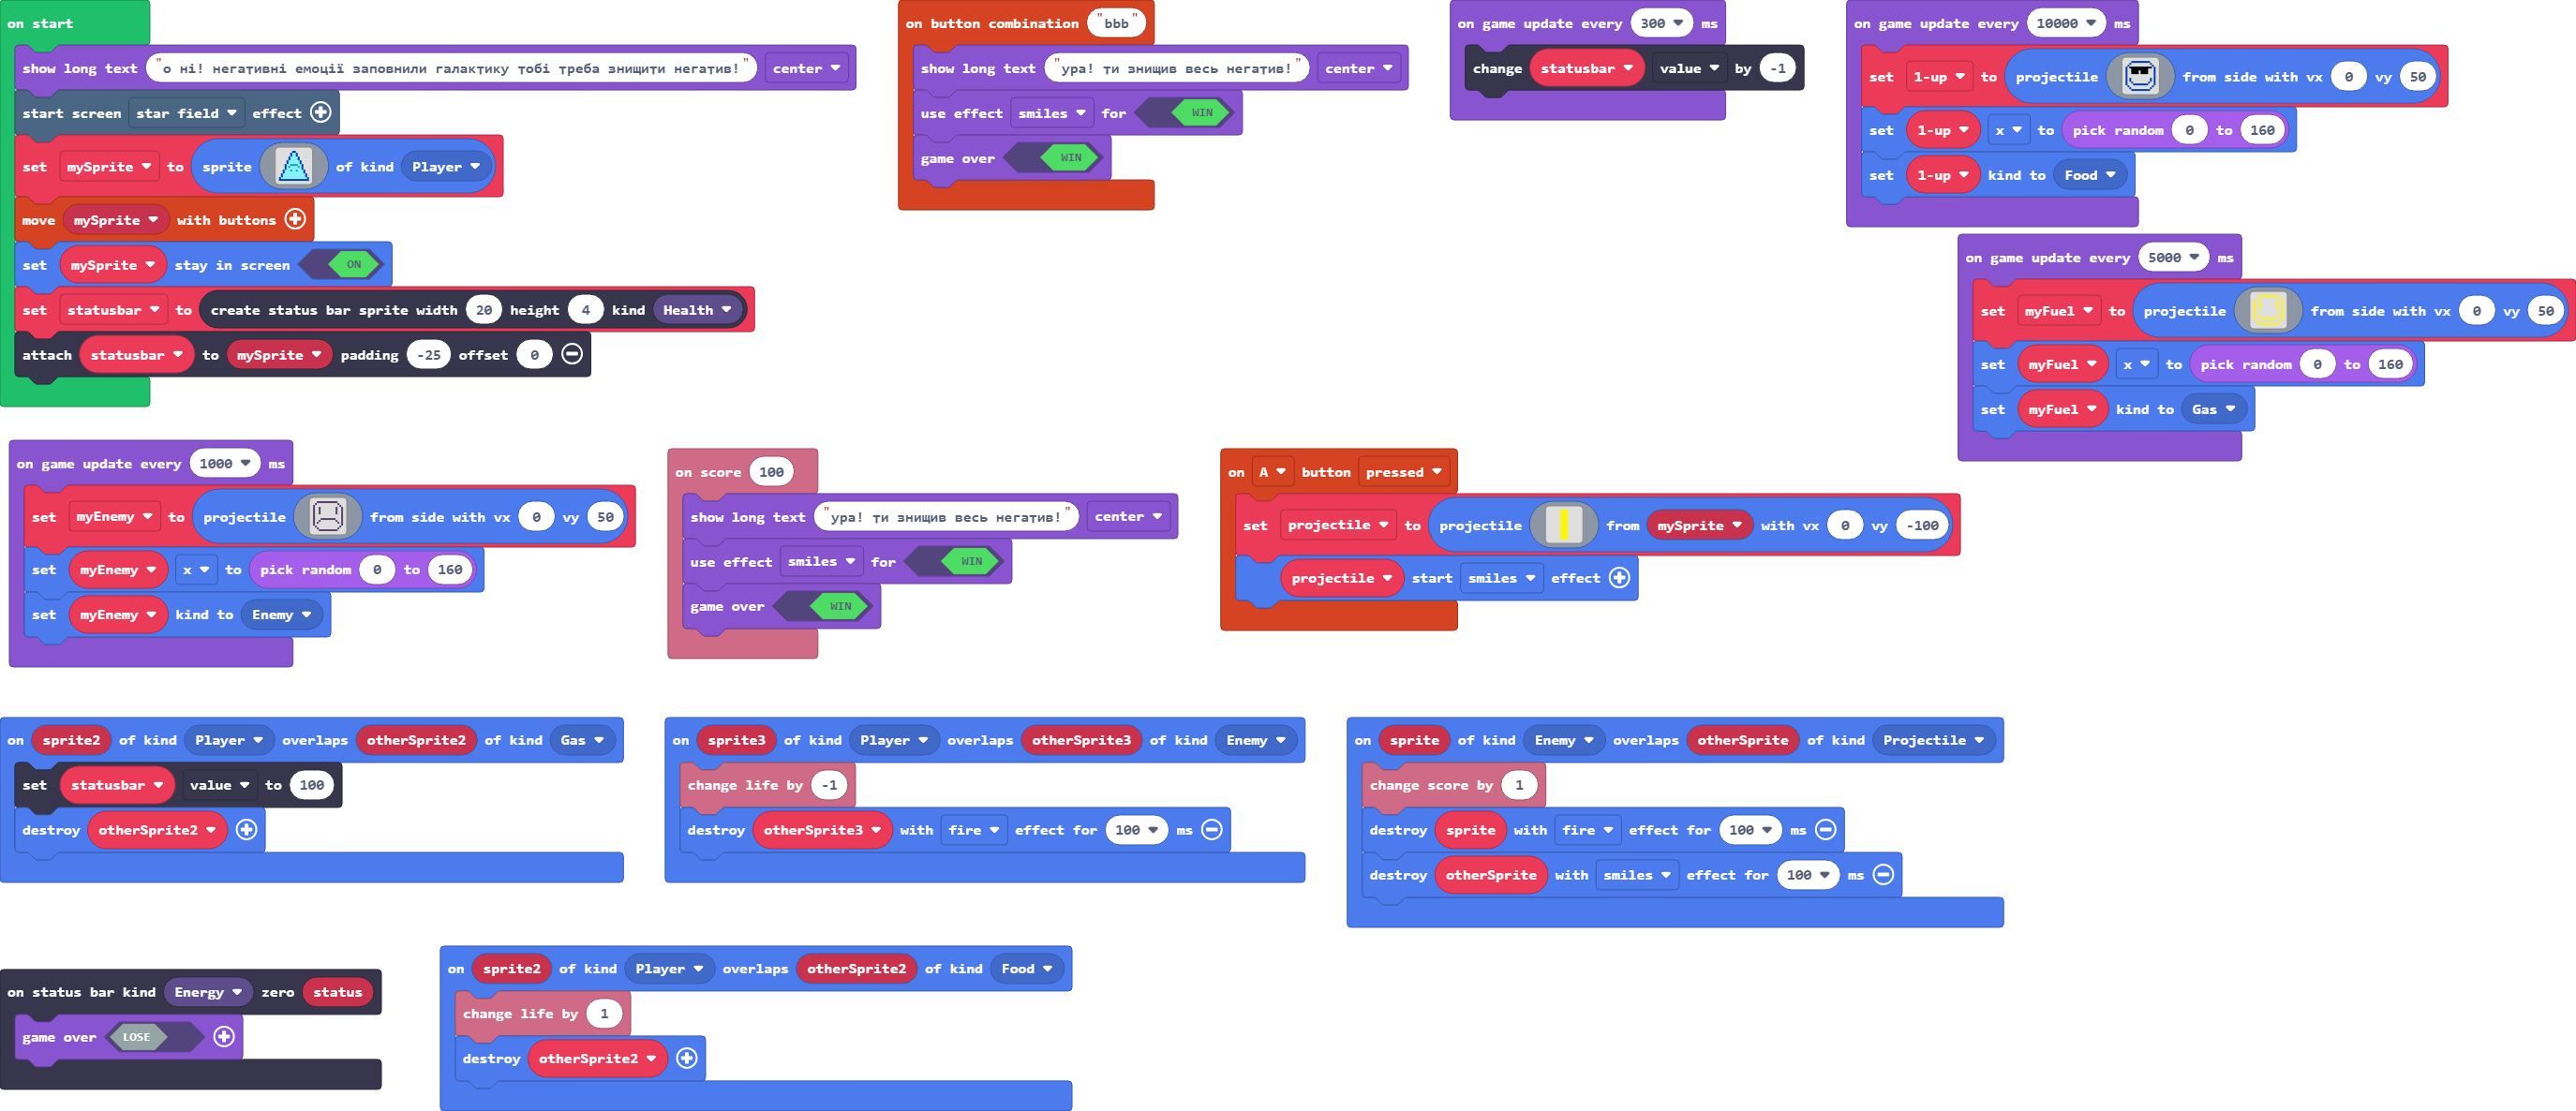 on start
show long text "о ні! негативні емоції заповнили галактику тобі треба знищити негатив!" center
start screen star field effect
set mySprite to sprite of kind Player
move mySprite with buttons
set mySprite stay in screen ON
set statusbar to create status bar sprite width 20 height 4 kind Health
attach statusbar to mySprite padding -25 offset 0
on button combination "bbb"
show long text "ура! ти знищив весь негатив!" center
use effect smiles for WIN
game over WIN
on game update every 300 ms
change statusbar value by -1
on game update every 10000 ms
set 1-up to projectile from side with vx 0 vy 50
set 1-up x to pick random 0 to 160
set 1-up kind to Food
on game update every 5000 ms
set myFuel to projectile from side with vx 0 vy 50
set myFuel x to pick random 0 to 160
set myFuel kind to Gas
on game update every 1000 ms
set myEnemy to projectile from side with vx 0 vy 50
set myEnemy x to pick random 0 to 160
set myEnemy kind to Enemy
on score 100
show long text "ура! ти знищив весь негатив!" center
use effect smiles for WIN
game over WIN
on A button pressed
set projectile to projectile from mySprite with vx 0 vy -100
projectile start smiles effect
on sprite2 of kind Player overlaps otherSprite2 of kind Gas
set statusbar value to 100
destroy otherSprite2
on sprite3 of kind Player overlaps otherSprite3 of kind Enemy
change life by -1
destroy otherSprite3 with fire effect for 100 ms
on sprite of kind Enemy overlaps otherSprite of kind Projectile
change score by 1
destroy sprite with fire effect for 100 ms
destroy otherSprite with smiles effect for 100 ms
on status bar kind Energy zero status
game over LOSE
on sprite2 of kind Player overlaps otherSprite2 of kind Food
change life by 1
destroy otherSprite2